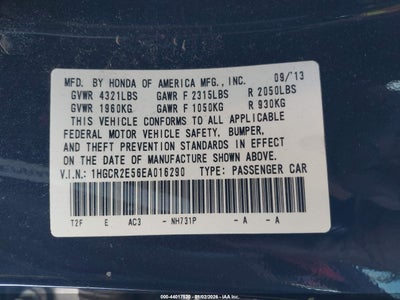 MFD. BY HONDA OF AMERICA MFG., INC. 09/13
GVWR 4321LBS GAWR F 2315LBS R 2050LBS
GVWR 1960KG GAWR F 1050KG R 930KG
THIS VEHICLE CONFORMS TO ALL APPLICABLE
FEDERAL MOTOR VEHICLE SAFETY, BUMPER,
AND THEFT PREVENTION STANDARDS IN EFFECT
ON THE DATE OF MANUFACTURE SHOWN ABOVE.
V.I.N.: 1HGCR2E56EA016290 TYPE: PASSENGER CAR
T2F E AC3 - NH731P - A - A
000-44017520 - 01/02/2026 - IAA Inc.